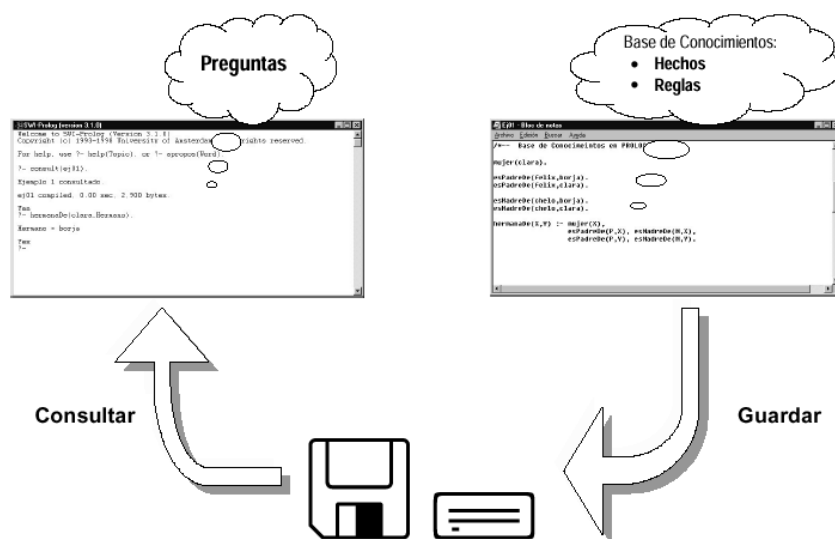 Preguntas
Base de Conocimientos:
• Hechos
• Reglas
SWI-Prolog (version 3.1.0)
Welcome to SWI-Prolog (Version 3.1.0)
Copyright (c) 1993-1998 University of Amsterdam rights reserved.
For help, use ?- help(Topic). or ?- apropos(Word)
?- consult(ej01).
Ejemplo 1 consultado.
ej01 compiled, 0.00 sec, 2.900 bytes.
Yes
?- hermanaDe(clara,Hermano).
Hermano = borja
Yes
?-
Ej01 - Bloc de notas
Archivo Edición Buscar Ayuda
/*-- Base de Conocimientos en PROLO
mujer(clara).
esPadreDe(felix,borja).
esPadreDe(felix,clara).
esMadreDe(chelo,borja).
esMadreDe(chelo,clara).
hermanaDe(X,Y) :- mujer(X),
esPadreDe(P,X), esMadreDe(M,X),
esPadreDe(P,Y), esMadreDe(M,Y).
Consultar
Guardar